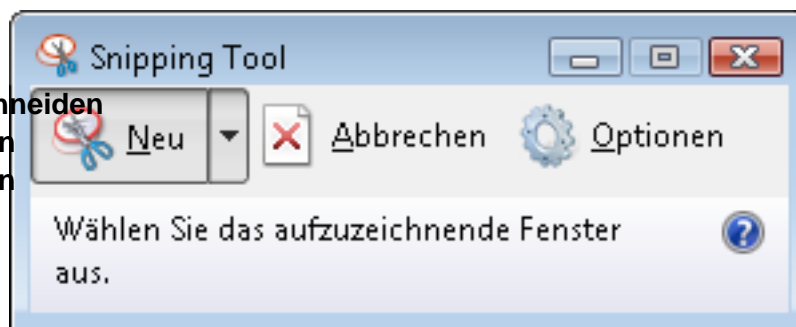 Snipping Tool
Neu Abbrechen Optionen
Wählen Sie das aufzuzeichnende Fenster
aus.